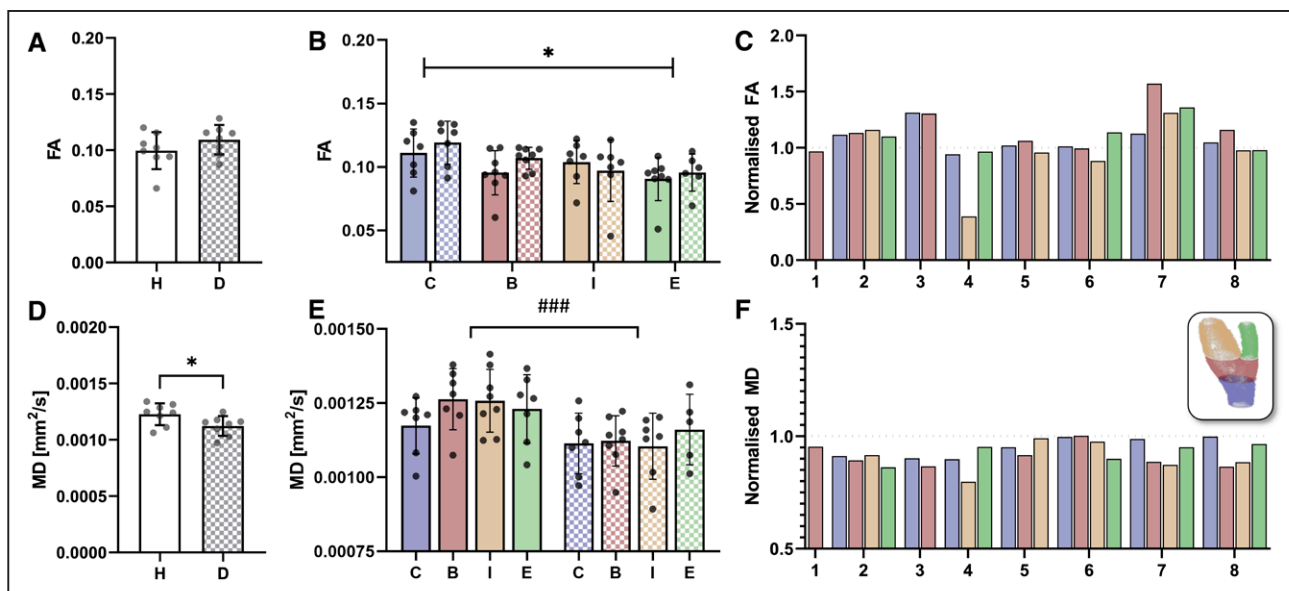 A
FA
0.20
0.15
0.10
0.05
0.00
H D
B
FA
0.20
0.15
0.10
0.05
*
C B I E
C
Normalised FA
2.0
1.5
1.0
0.5
0.0
1 2 3 4 5 6 7 8
D
MD [mm²/s]
0.0020
0.0015
0.0010
0.0005
0.0000
*
H D
E
MD [mm²/s]
0.00150
0.00125
0.00100
0.00075
###
C B I E C B I E
F
Normalised MD
1.5
1.0
0.5
1 2 3 4 5 6 7 8